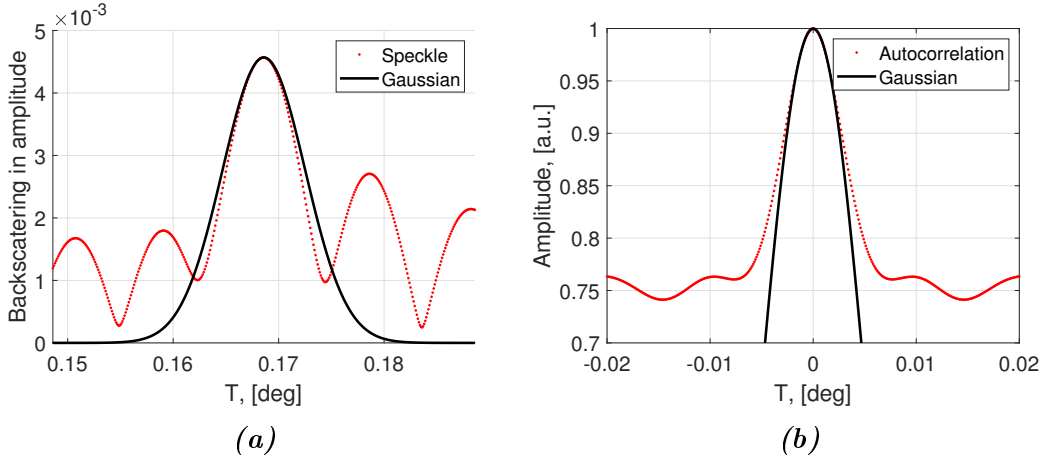 ×10⁻³
5
4
3
2
1
0
Backscatering in amplitude
Speckle
Gaussian
0.15
0.16
0.17
0.18
T, [deg]
(a)
1
0.95
0.9
0.85
0.8
0.75
0.7
Amplitude, [a.u.]
Autocorrelation
Gaussian
-0.02
-0.01
0
0.01
0.02
T, [deg]
(b)